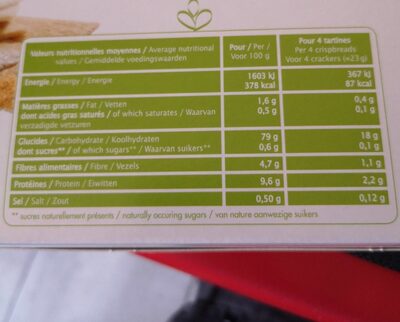 Valeurs nutritionnelles moyennes / Average nutritional values / Gemiddelde voedingswaarden
Pour / Per / Voor 100 g
Pour 4 tartines
Per 4 crispbreads
Voor 4 crackers (≈23g)
Energie / Energy / Energie 1603 kJ 367 kJ
378 kcal 87 kcal
Matières grasses / Fat / Vetten 1,6 g 0,4 g
dont acides gras saturés / of which saturates / Waarvan verzadigde vetzuren 0,5 g 0,1 g
Glucides / Carbohydrate / Koolhydraten 79 g 18 g
dont sucres** / of which sugars** / Waarvan suikers** 0,6 g 0,1 g
Fibres alimentaires / Fibre / Vezels 4,7 g 1,1 g
Protéines / Protein / Eiwitten 9,6 g 2,2 g
Sel / Salt / Zout 0,50 g 0,12 g
** sucres naturellement présents / naturally occuring sugars / van nature aanwezige suikers